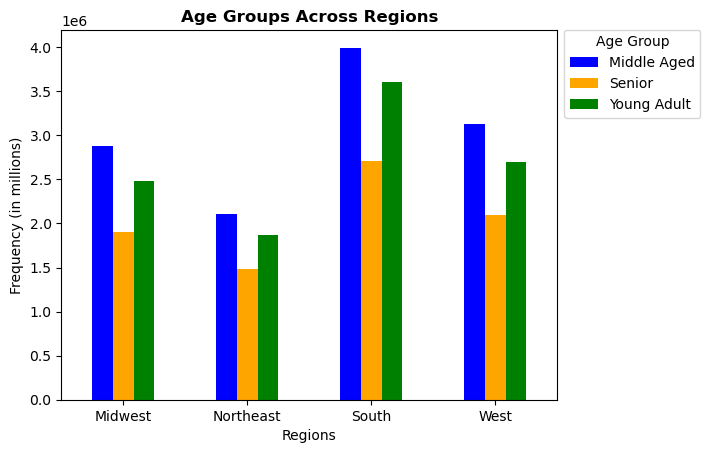 Age Groups Across Regions
1e6
Age Group
Middle Aged
Senior
Young Adult
Frequency (in millions)
4.0
3.5
3.0
2.5
2.0
1.5
1.0
0.5
0.0
Midwest Northeast South West
Regions